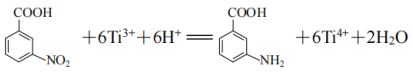 COOH COOH
+6Ti³⁺+6H⁺ ═ +6Ti⁴⁺+2H₂O
NO₂ NH₂